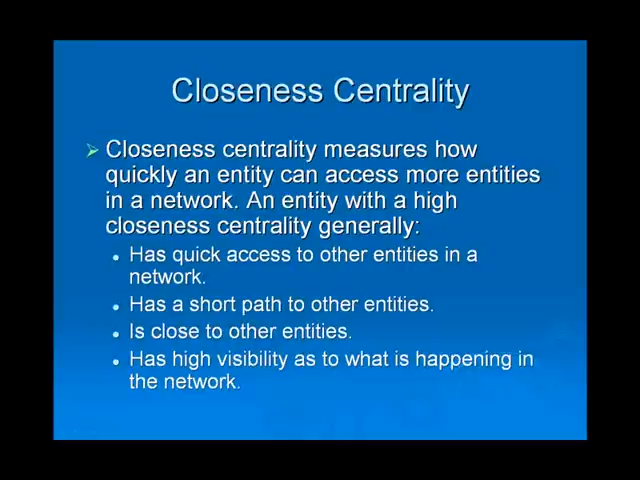 Closeness Centrality
Closeness centrality measures how
quickly an entity can access more entities
in a network. An entity with a high
closeness centrality generally:
Has quick access to other entities in a
network.
Has a short path to other entities.
Is close to other entities.
Has high visibility as to what is happening in
the network.